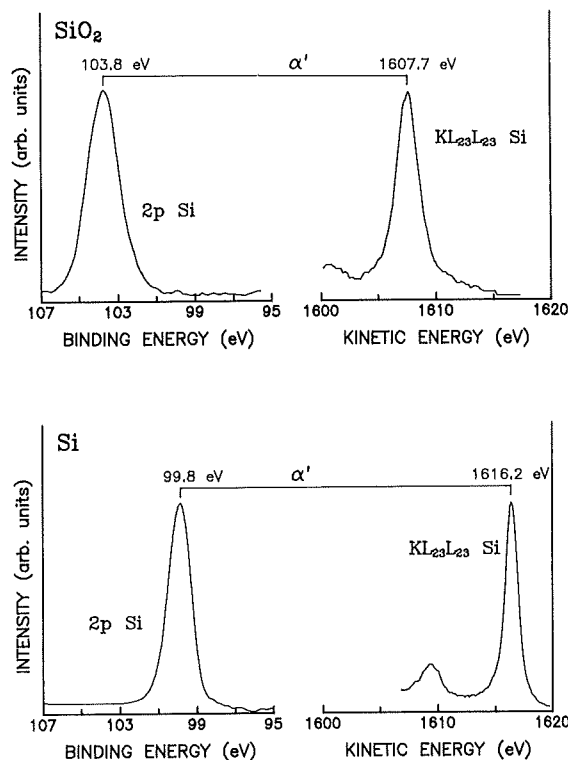 SiO₂
103.8 eV α' 1607.7 eV
INTENSITY (arb. units)
2p Si
KL₂₃L₂₃ Si
107 103 99 95
1600 1610 1620
BINDING ENERGY (eV)
KINETIC ENERGY (eV)
Si
99.8 eV α' 1616.2 eV
INTENSITY (arb. units)
2p Si
KL₂₃L₂₃ Si
107 103 99 95
1600 1610 1620
BINDING ENERGY (eV)
KINETIC ENERGY (eV)